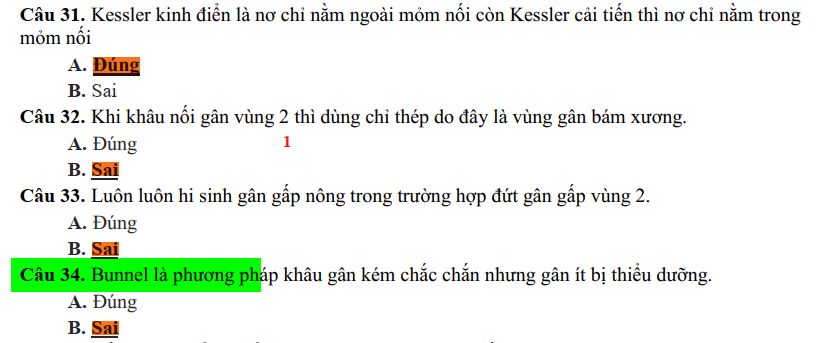 Câu 31. Kessler kinh điển là nơ chỉ nằm ngoài mỏm nối còn Kessler cải tiến thì nơ chỉ nằm trong
mỏm nối
A. Đúng
B. Sai
Câu 32. Khi khâu nối gân vùng 2 thì dùng chỉ thép do đây là vùng gân bám xương.
A. Đúng
1
B. Sai
Câu 33. Luôn luôn hi sinh gân gấp nông trong trường hợp đứt gân gấp vùng 2.
A. Đúng
B. Sai
Câu 34. Bunnel là phương pháp khâu gân kém chắc chắn nhưng gân ít bị thiểu dưỡng.
A. Đúng
B. Sai